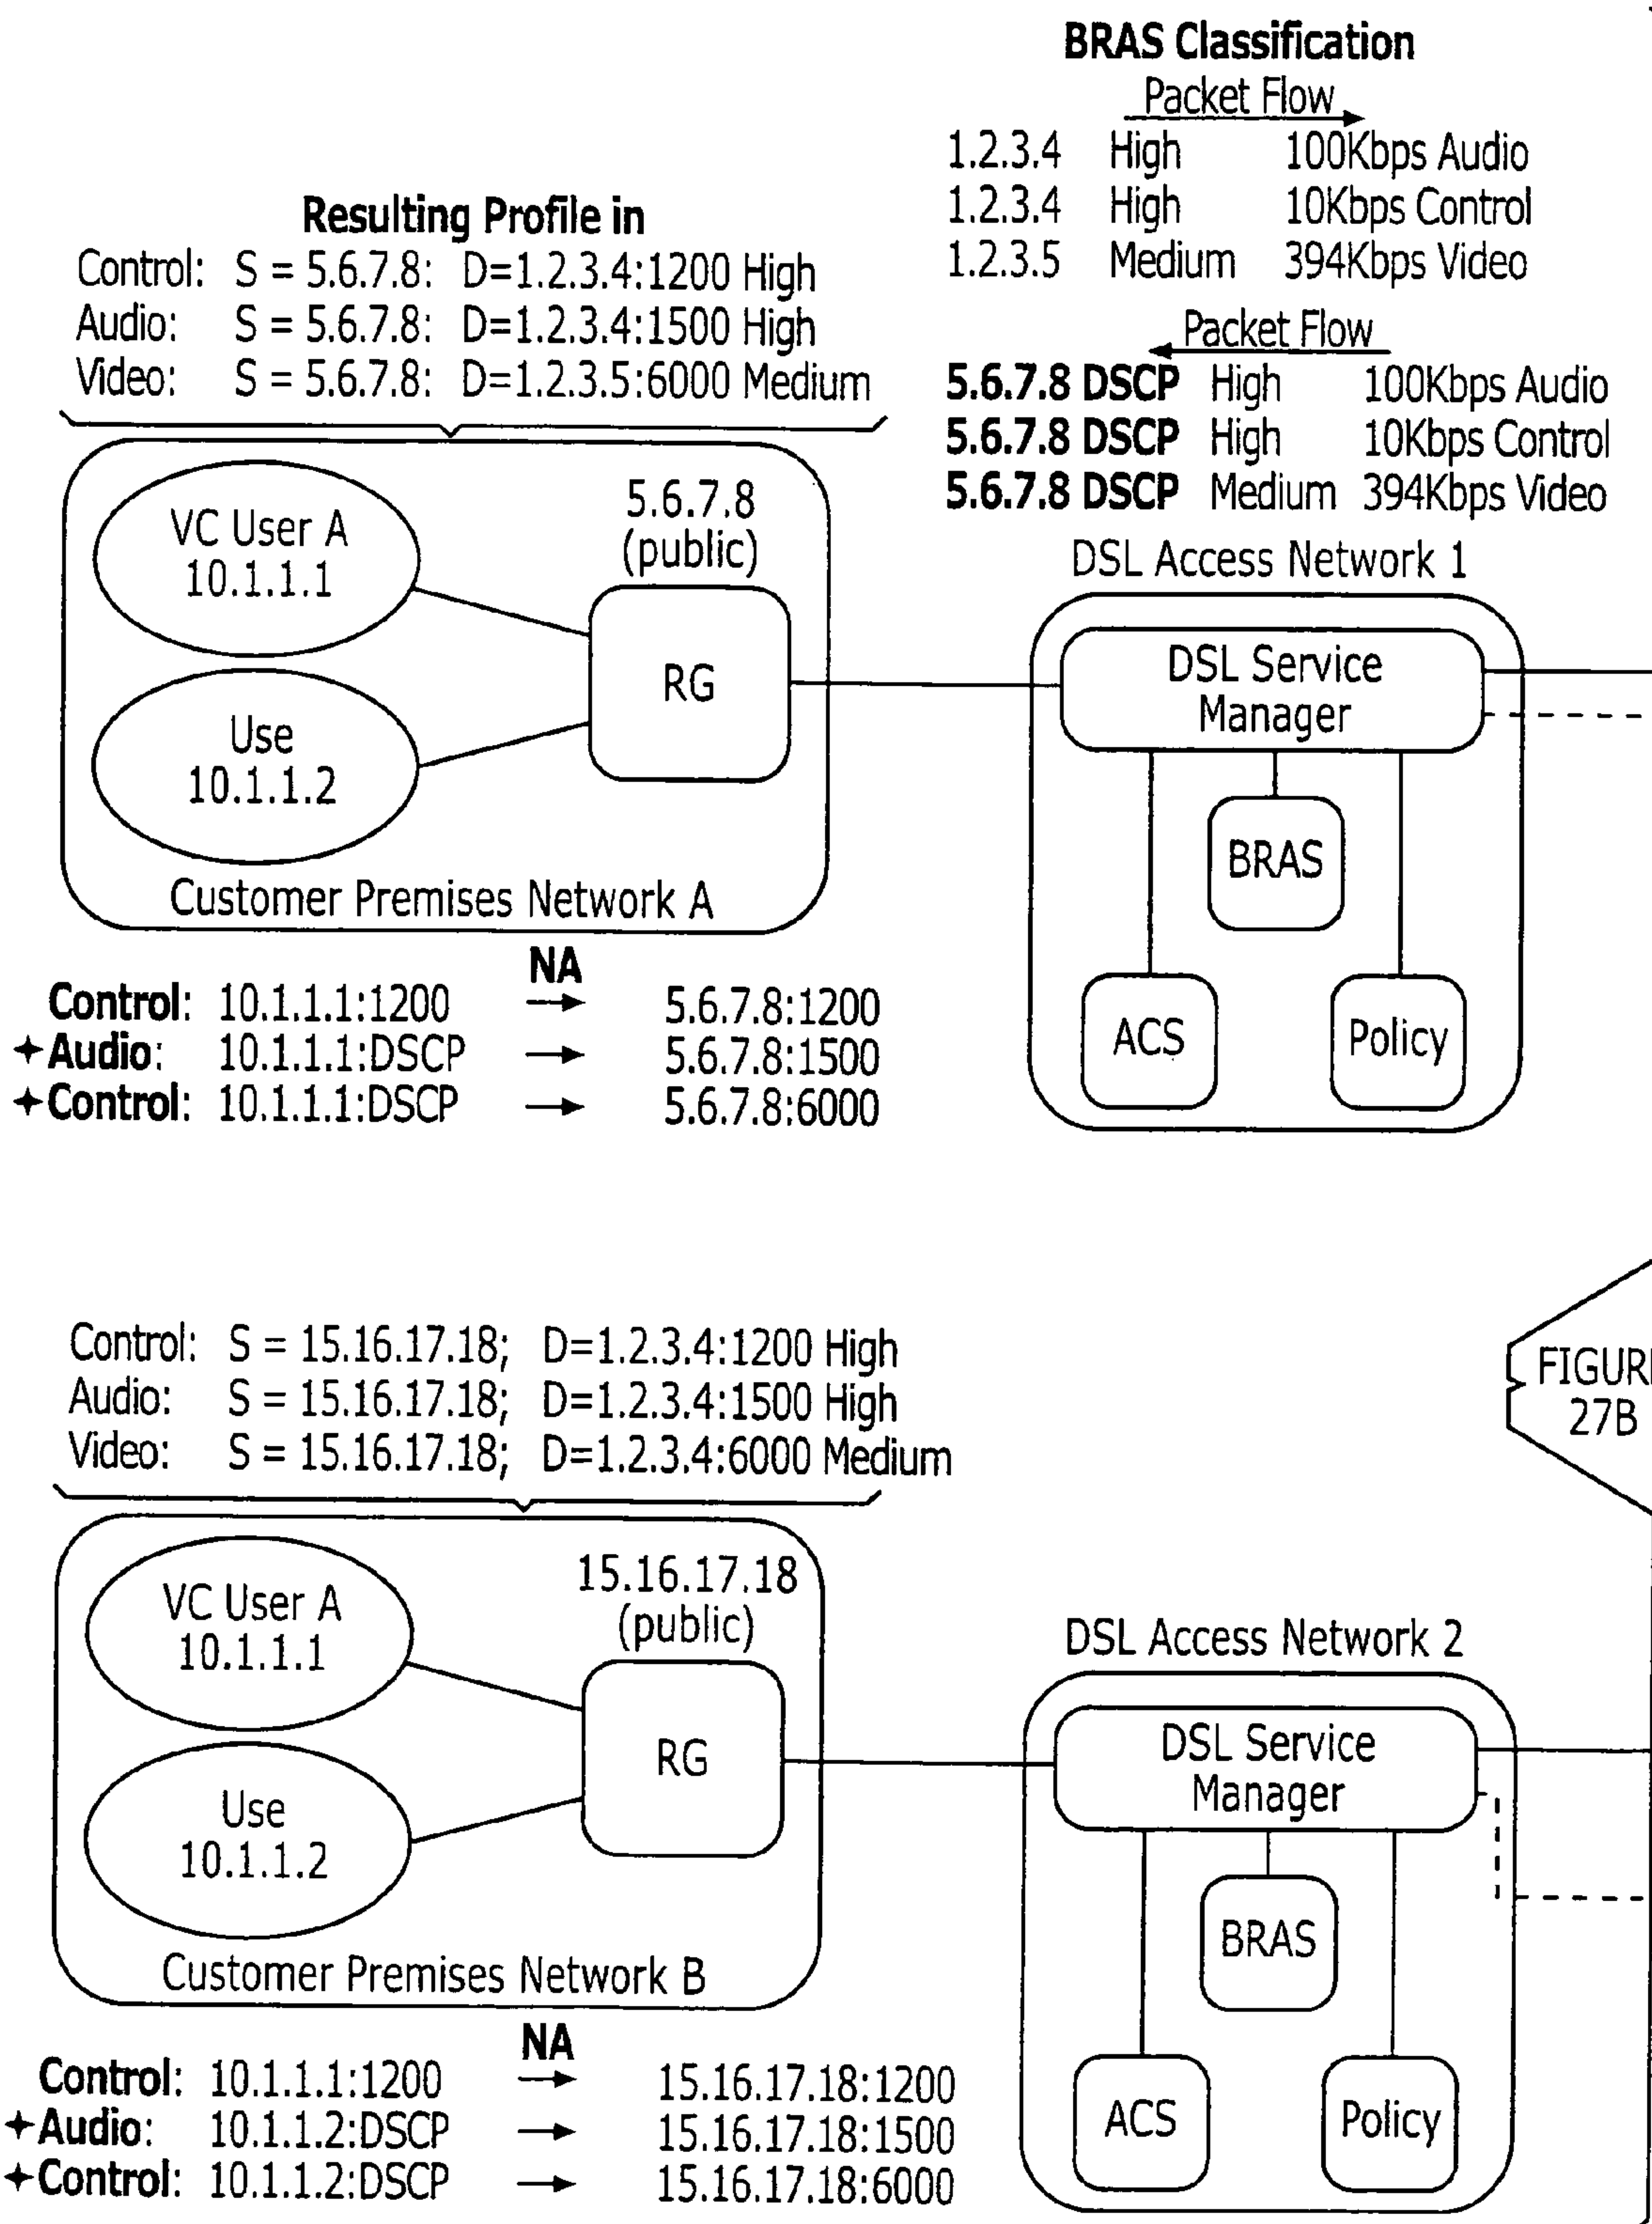 BRAS Classification
Packet Flow
1.2.3.4 High 100Kbps Audio
1.2.3.4 High 10Kbps Control
1.2.3.5 Medium 394Kbps Video
Packet Flow
5.6.7.8 DSCP High 100Kbps Audio
5.6.7.8 DSCP High 10Kbps Control
5.6.7.8 DSCP Medium 394Kbps Video
Resulting Profile in
Control: S = 5.6.7.8: D=1.2.3.4:1200 High
Audio: S = 5.6.7.8: D=1.2.3.4:1500 High
Video: S = 5.6.7.8: D=1.2.3.5:6000 Medium
VC User A
10.1.1.1
Use
10.1.1.2
5.6.7.8
(public)
RG
Customer Premises Network A
DSL Access Network 1
DSL Service
Manager
BRAS
ACS
Policy
NA
Control: 10.1.1.1:1200 → 5.6.7.8:1200
✦Audio: 10.1.1.1:DSCP → 5.6.7.8:1500
✦Control: 10.1.1.1:DSCP → 5.6.7.8:6000
FIGURE
27B
Control: S = 15.16.17.18; D=1.2.3.4:1200 High
Audio: S = 15.16.17.18; D=1.2.3.4:1500 High
Video: S = 15.16.17.18; D=1.2.3.4:6000 Medium
VC User A
10.1.1.1
Use
10.1.1.2
15.16.17.18
(public)
RG
Customer Premises Network B
DSL Access Network 2
DSL Service
Manager
BRAS
ACS
Policy
NA
Control: 10.1.1.1:1200 → 15.16.17.18:1200
✦Audio: 10.1.1.2:DSCP → 15.16.17.18:1500
✦Control: 10.1.1.2:DSCP → 15.16.17.18:6000